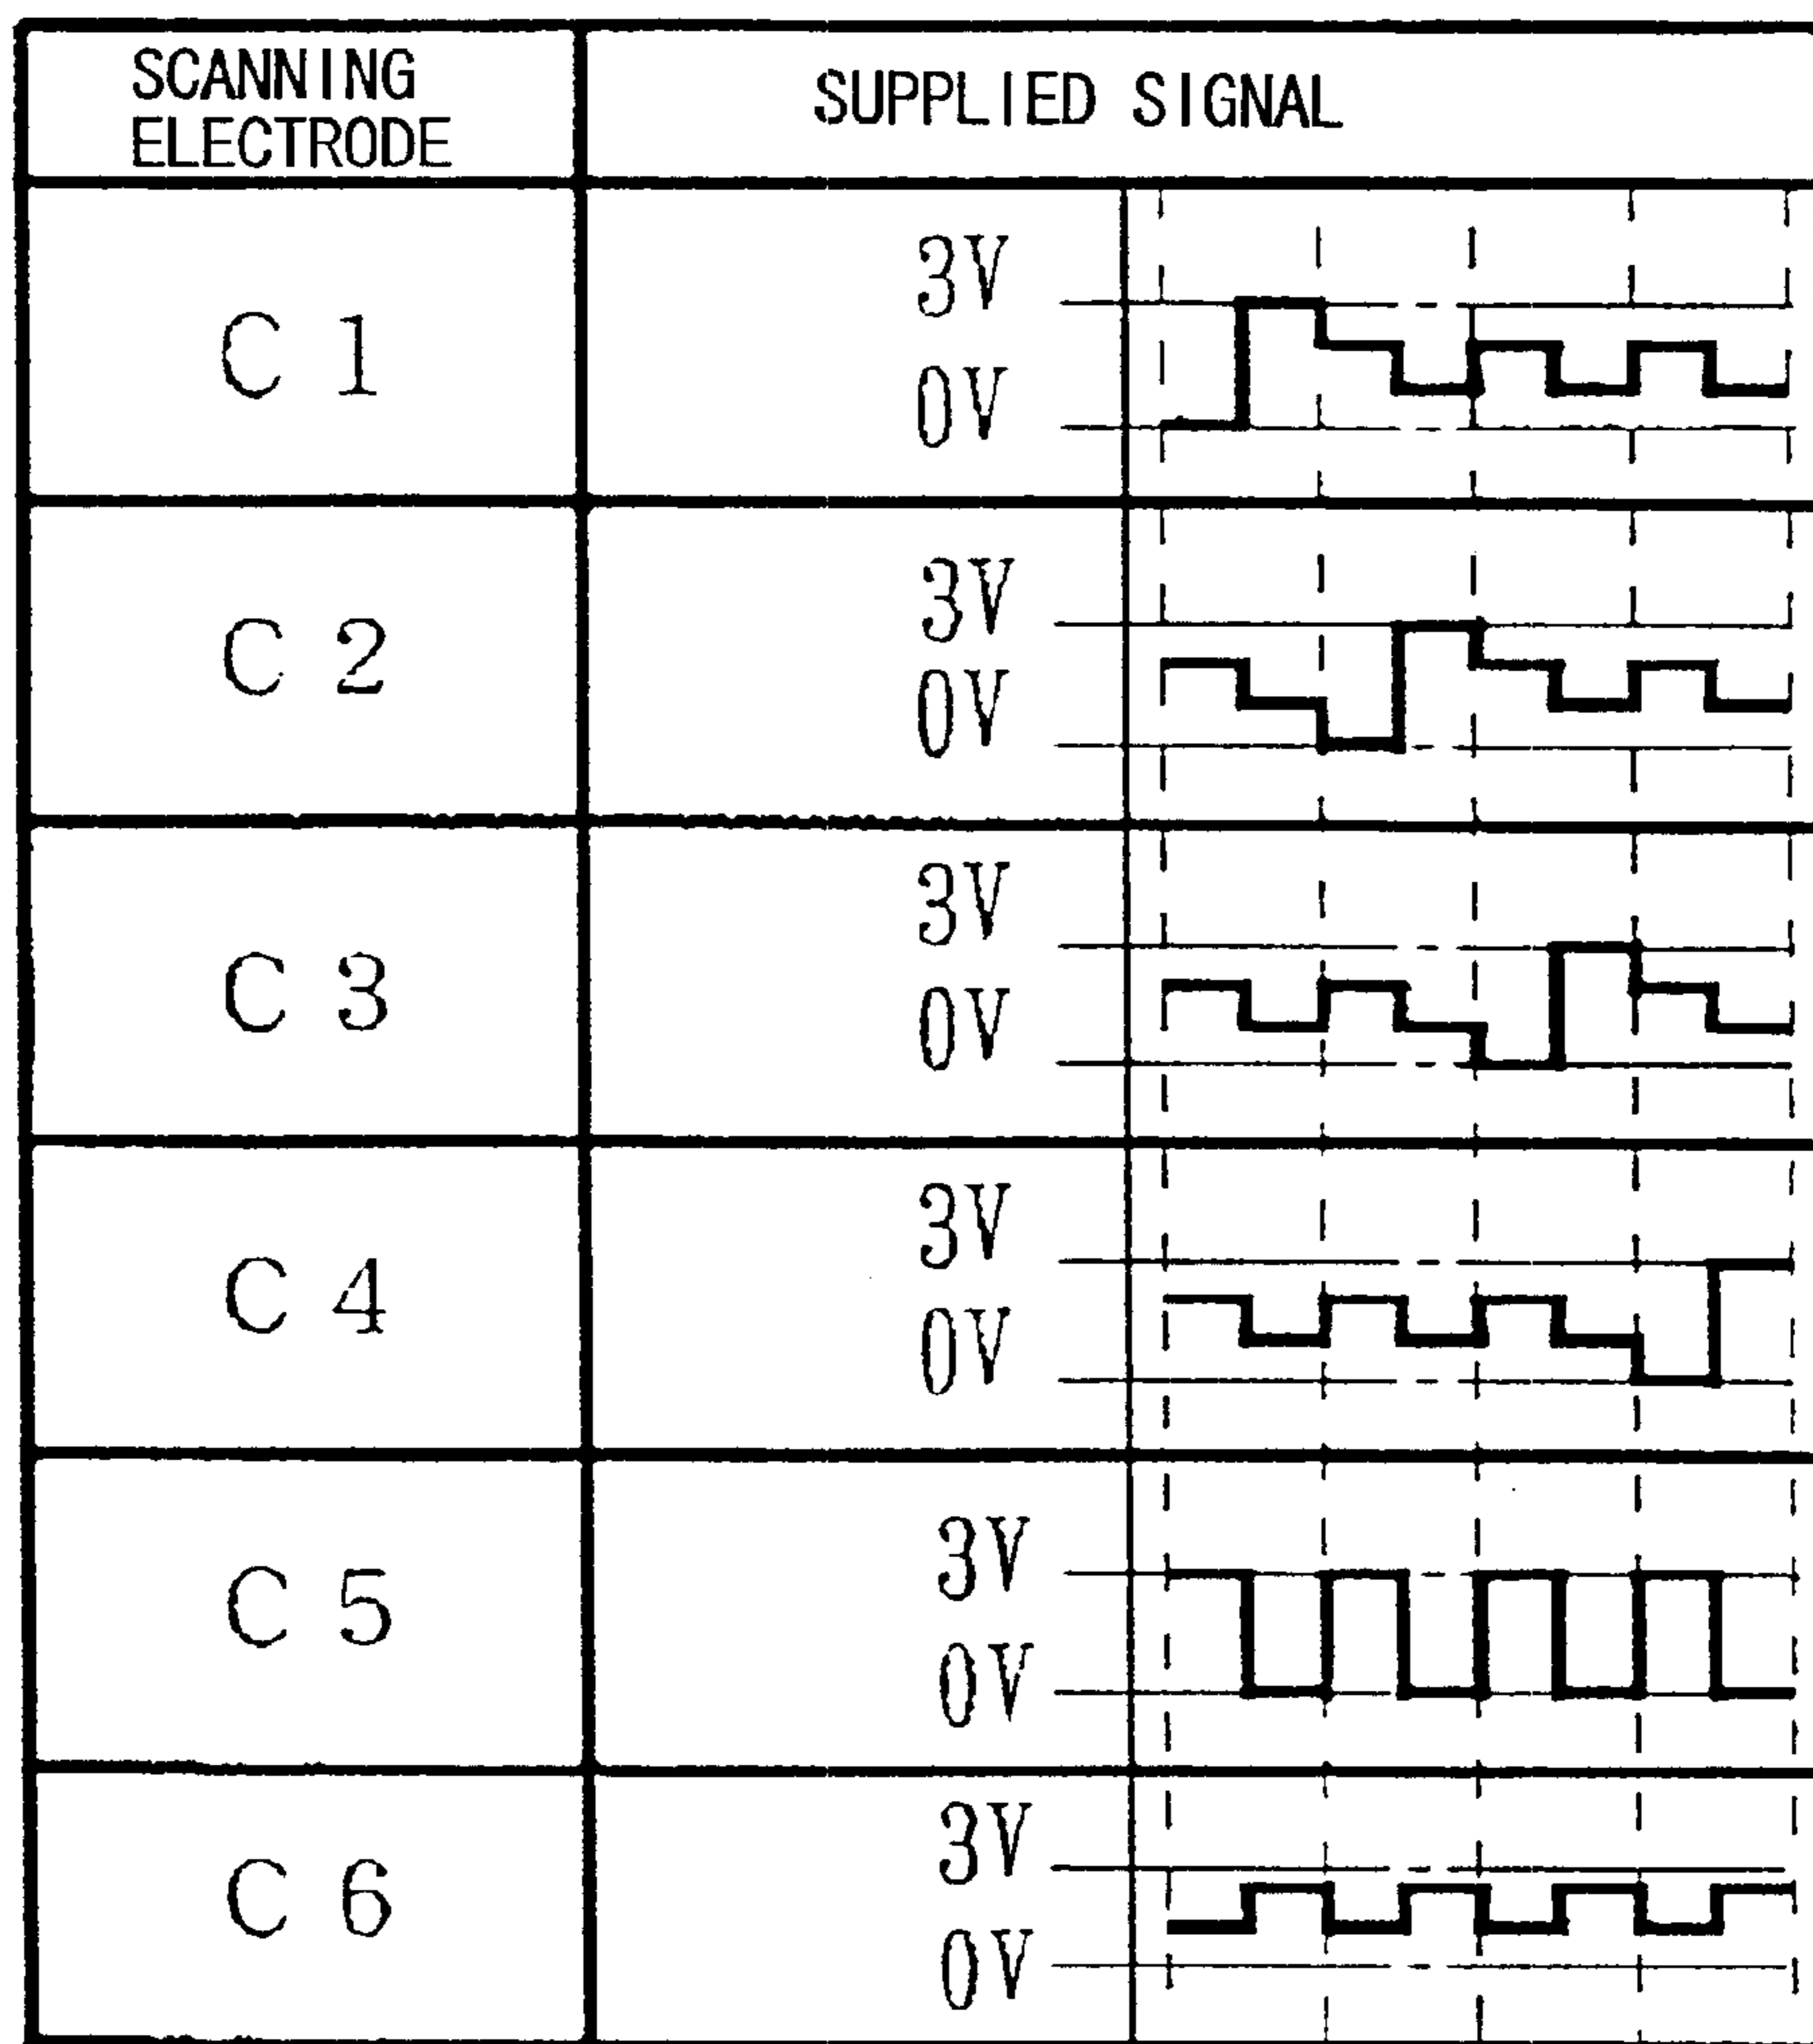 SCANNING
ELECTRODE
SUPPLIED SIGNAL
C 1
3V
0V
C 2
3V
0V
C 3
3V
0V
C 4
3V
0V
C 5
3V
0V
C 6
3V
0V